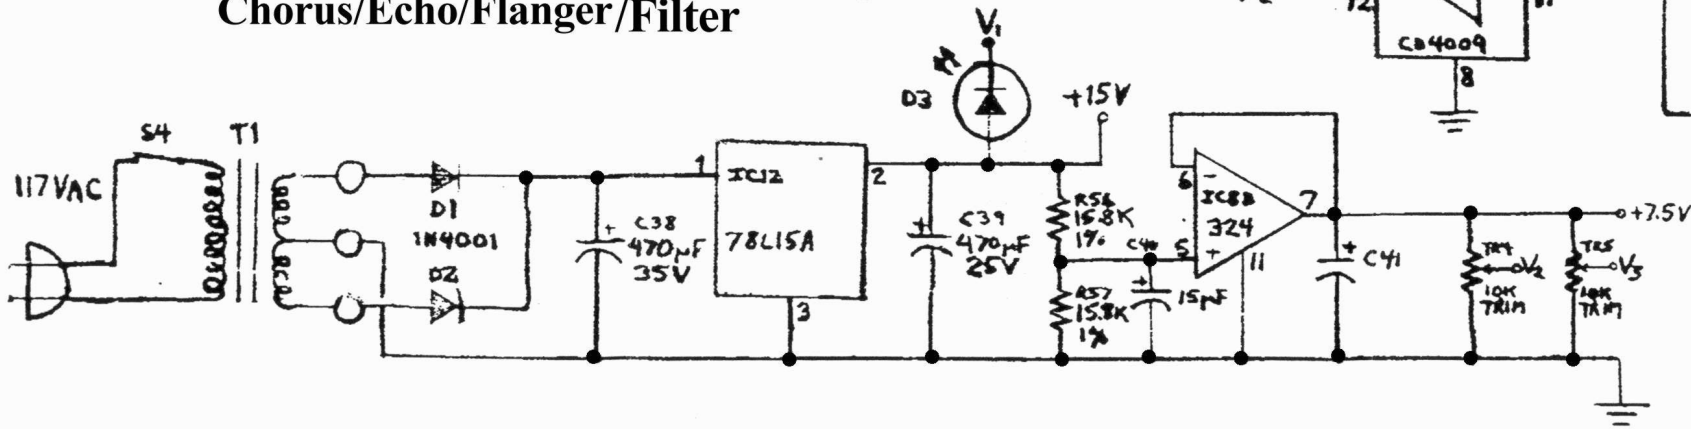 Chorus/Echo/Flanger/Filter
12
CD4009
8
V1
D3
+15V
S4
T1
117VAC
D1
1N4001
D2
C38
470µF
35V
1
IC12
78L15A
2
3
C39
470µF
25V
R56
15.8K
1%
R57
15.8K
1%
C40
15µF
6
-
IC8B
324
7
5
+
11
C41
+7.5V
TR4
V2
10K
TRIM
TR5
V3
10K
TRIM